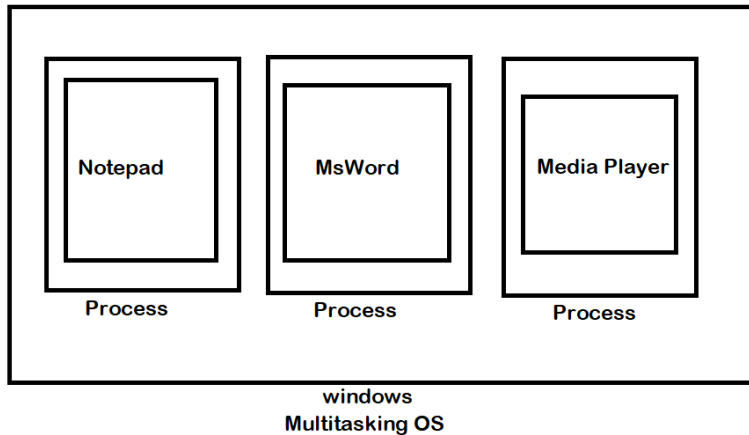 Notepad
MsWord
Media Player
Process
Process
Process
windows
Multitasking OS